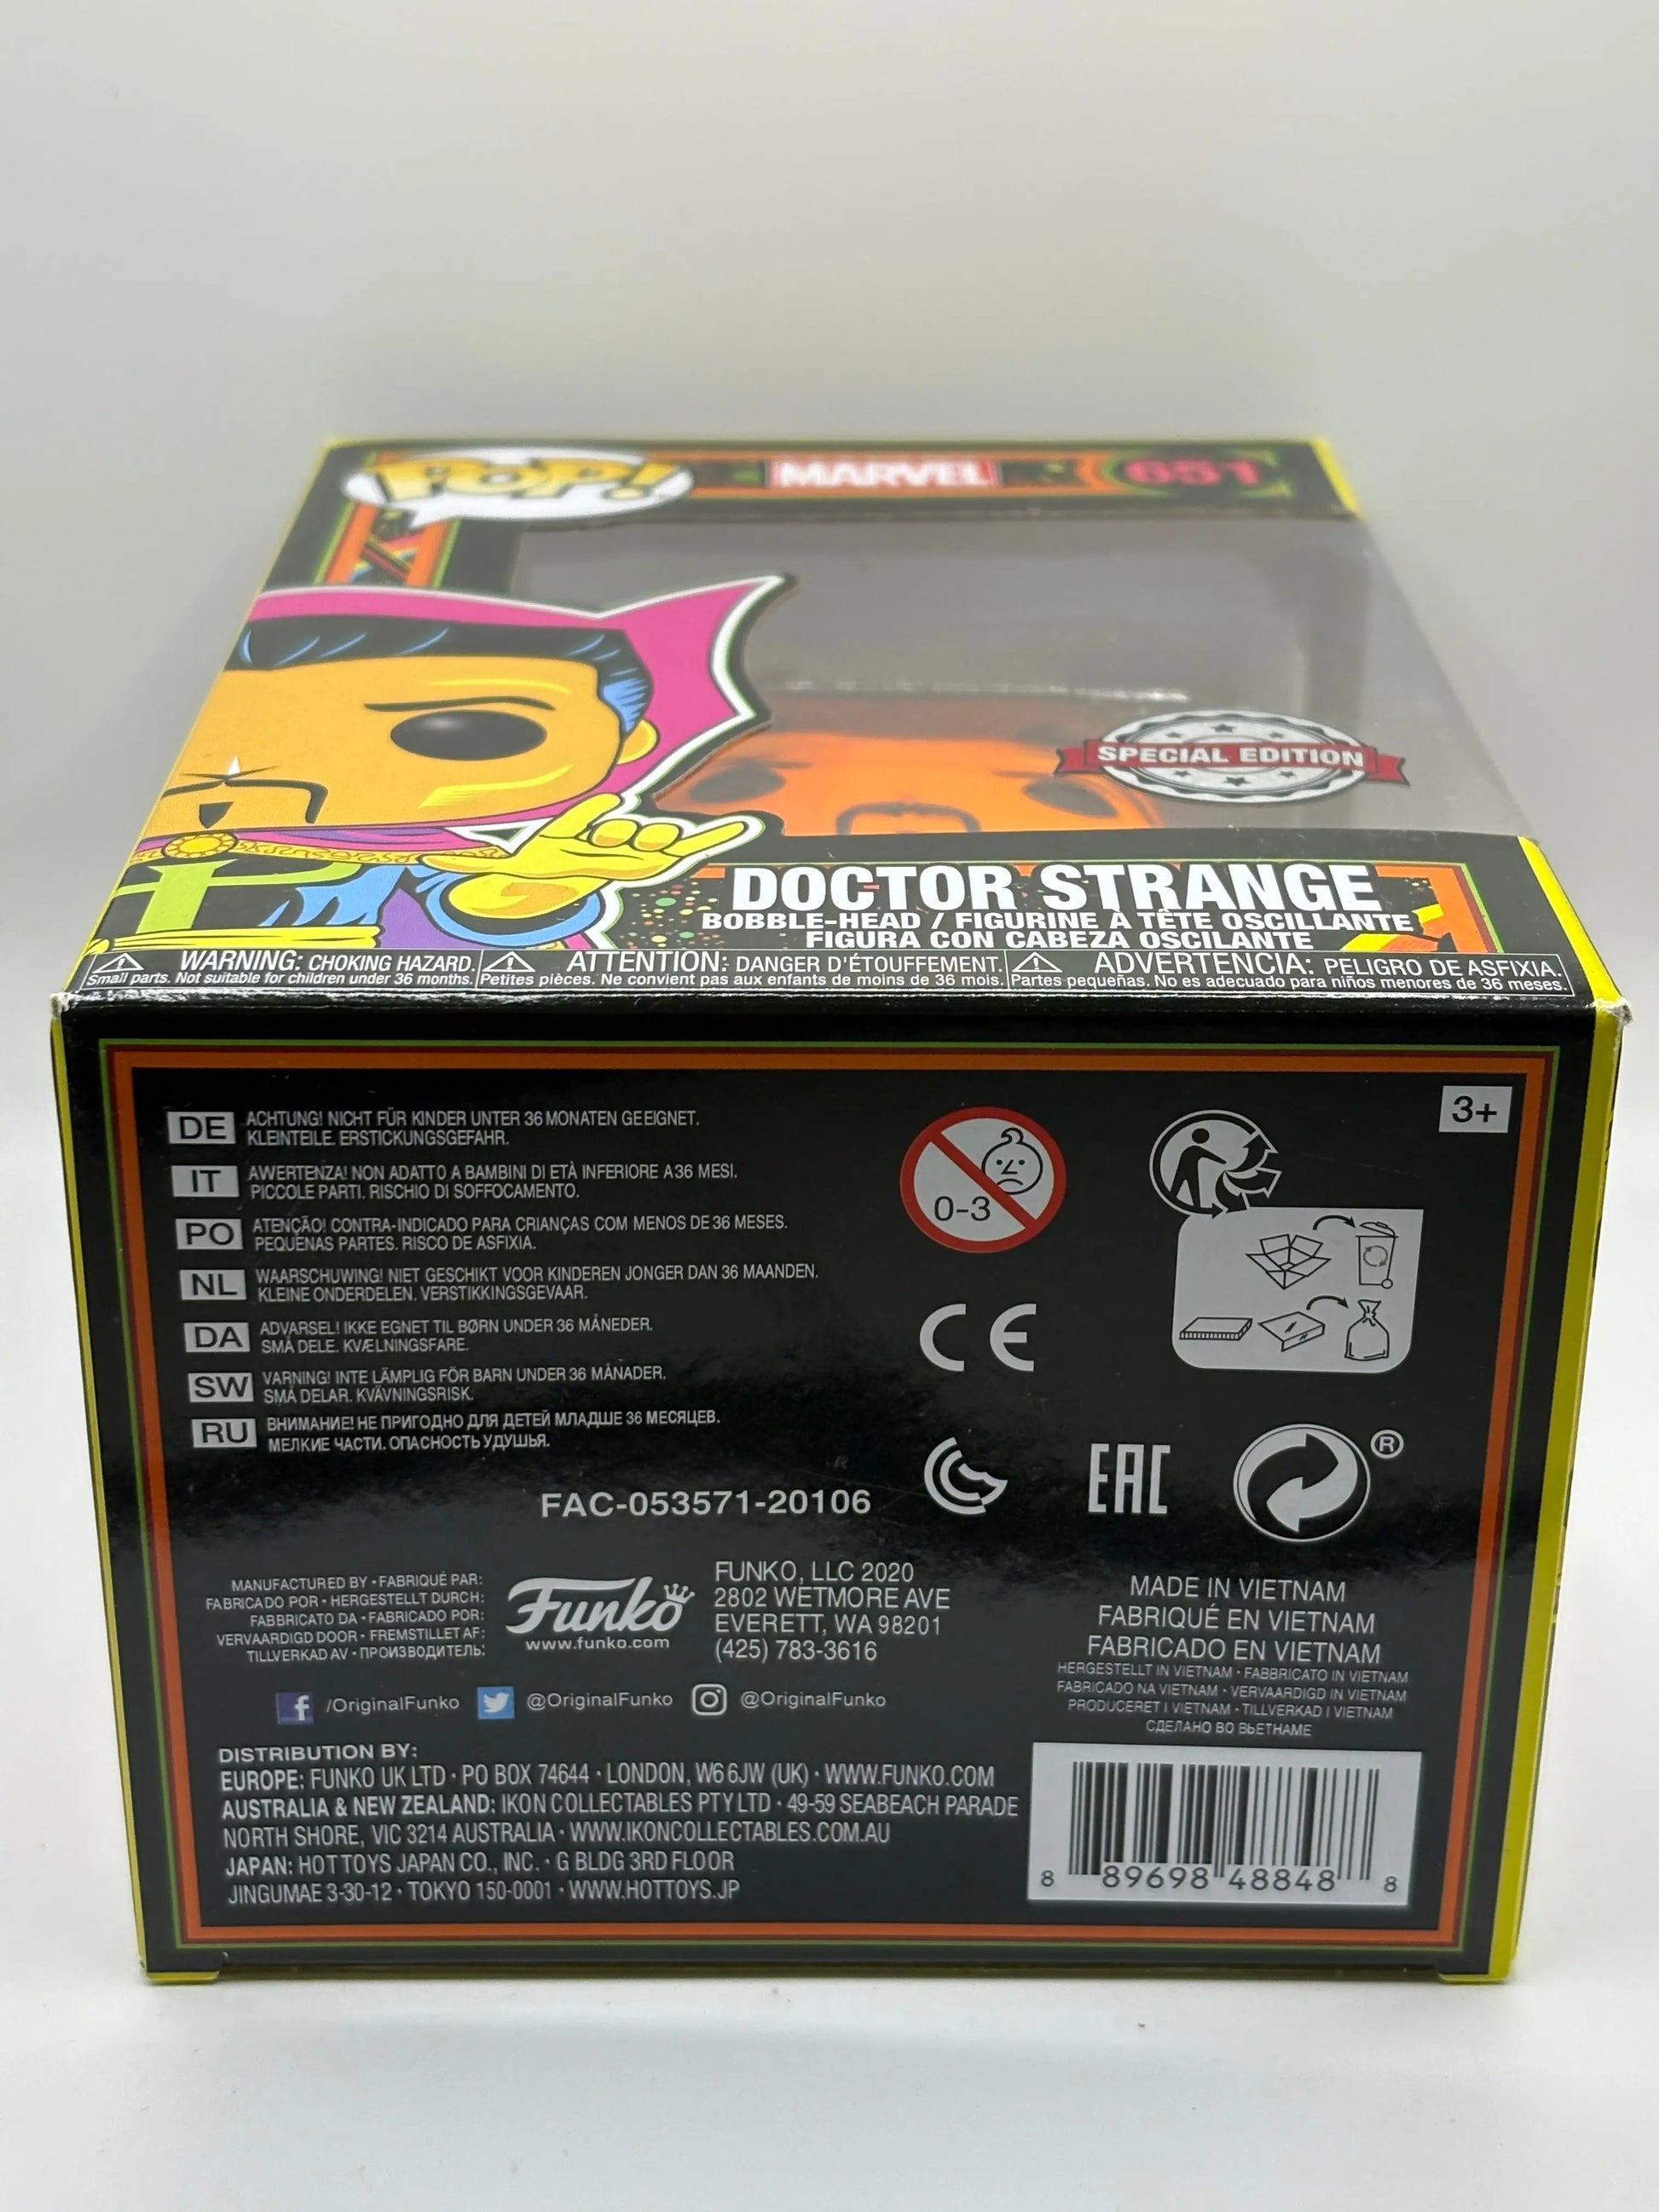 POP!
MARVEL
651
SPECIAL EDITION
DOCTOR STRANGE
BOBBLE-HEAD / FIGURINE À TÊTE OSCILLANTE
FIGURA CON CABEZA OSCILANTE
WARNING: CHOKING HAZARD.
Small parts. Not suitable for children under 36 months.
ATTENTION: DANGER D'ÉTOUFFEMENT.
Petites pièces. Ne convient pas aux enfants de moins de 36 mois.
ADVERTENCIA: PELIGRO DE ASFIXIA.
Partes pequeñas. No es adecuado para niños menores de 36 meses.
3+
DE ACHTUNG! NICHT FÜR KINDER UNTER 36 MONATEN GEEIGNET.
KLEINTEILE. ERSTICKUNGSGEFAHR.
IT AVVERTENZA! NON ADATTO A BAMBINI DI ETÀ INFERIORE A 36 MESI.
PICCOLE PARTI. RISCHIO DI SOFFOCAMENTO.
PO ATENÇÃO! CONTRA-INDICADO PARA CRIANÇAS COM MENOS DE 36 MESES.
PEQUENAS PARTES. RISCO DE ASFIXIA.
NL WAARSCHUWING! NIET GESCHIKT VOOR KINDEREN JONGER DAN 36 MAANDEN.
KLEINE ONDERDELEN. VERSTIKKINGSGEVAAR.
DA ADVARSEL! IKKE EGNET TIL BØRN UNDER 36 MÅNEDER.
SMÅ DELE. KVÆLNINGSFARE.
SW VARNING! INTE LÄMPLIG FÖR BARN UNDER 36 MÅNADER.
SMÅ DELAR. KVÄVNINGSRISK.
RU ВНИМАНИЕ! НЕ ПРИГОДНО ДЛЯ ДЕТЕЙ МЛАДШЕ 36 МЕСЯЦЕВ.
МЕЛКИЕ ЧАСТИ. ОПАСНОСТЬ УДУШЬЯ.
0-3
CE
EAC
®
FAC-053571-20106
MANUFACTURED BY • FABRIQUÉ PAR:
FABRICADO POR • HERGESTELLT DURCH:
FABBRICATO DA • FABRICADO POR:
VERVAARDIGD DOOR • FREMSTILLET AF:
TILLVERKAD AV • ПРОИЗВОДИТЕЛЬ:
Funko
www.funko.com
FUNKO, LLC 2020
2802 WETMORE AVE
EVERETT, WA 98201
(425) 783-3616
MADE IN VIETNAM
FABRIQUÉ EN VIETNAM
FABRICADO EN VIETNAM
HERGESTELLT IN VIETNAM • FABBRICATO IN VIETNAM
FABRICADO NA VIETNAM • VERVAARDIGD IN VIETNAM
PRODUCERET I VIETNAM • TILLVERKAD I VIETNAM
СДЕЛАНО ВО ВЬЕТНАМЕ
/OriginalFunko @OriginalFunko @OriginalFunko
DISTRIBUTION BY:
EUROPE: FUNKO UK LTD • PO BOX 74644 • LONDON, W6 6JW (UK) • WWW.FUNKO.COM
AUSTRALIA & NEW ZEALAND: IKON COLLECTABLES PTY LTD • 49-59 SEABEACH PARADE
NORTH SHORE, VIC 3214 AUSTRALIA • WWW.IKONCOLLECTABLES.COM.AU
JAPAN: HOT TOYS JAPAN CO., INC. • G BLDG 3RD FLOOR
JINGUMAE 3-30-12 • TOKYO 150-0001 • WWW.HOTTOYS.JP
8 89698 48848 8